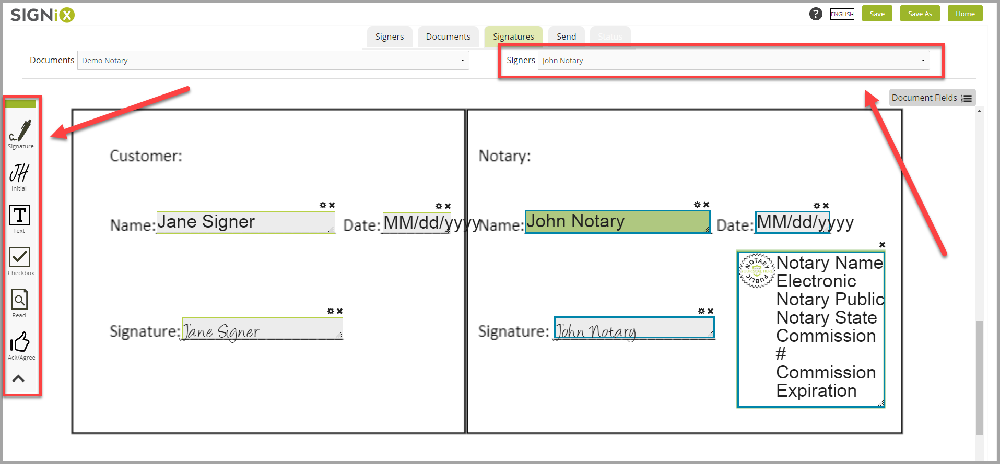 SIGNiX
?
ENGLISH
Save
Save As
Home
Signers
Documents
Signatures
Send
Status
Documents
Demo Notary
Signers
John Notary
Document Fields
Signature
JH
Initial
T
Text
Checkbox
Read
Ack/Agree
Customer:
Name: Jane Signer Date: MM/dd/yyyy
Signature: Jane Signer
Notary:
Name: John Notary Date: MM/dd/yyyy
NOTARY
YOUR SEAL HERE
PUBLIC
Notary Name
Electronic
Notary Public
Notary State
Commission
#
Commission
Expiration
Signature: John Notary